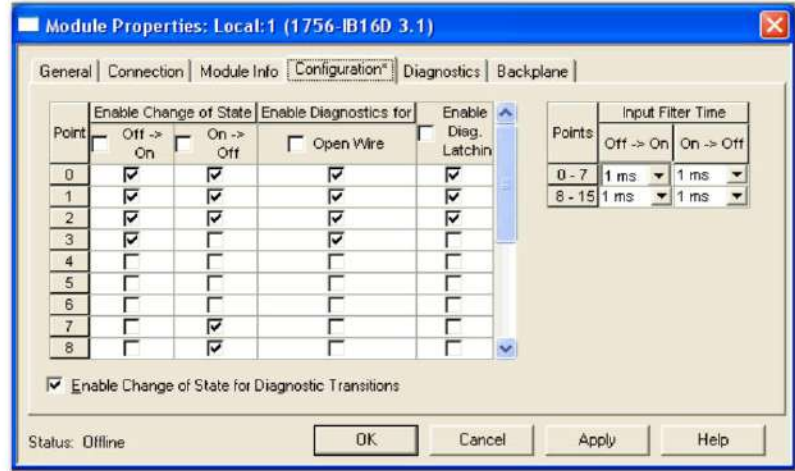 Module Properties: Local:1 (1756-IB16D 3.1)
General Connection Module Info Configuration* Diagnostics Backplane
Point
Enable Change of State
Off -> On
On -> Off
Enable Diagnostics for
Open Wire
Enable Diag. Latchin
0
1
2
3
4
5
6
7
8
Points
Input Filter Time
Off -> On On -> Off
0 - 7 1 ms 1 ms
8 - 15 1 ms 1 ms
Enable Change of State for Diagnostic Transitions
Status: Offline
OK Cancel Apply Help